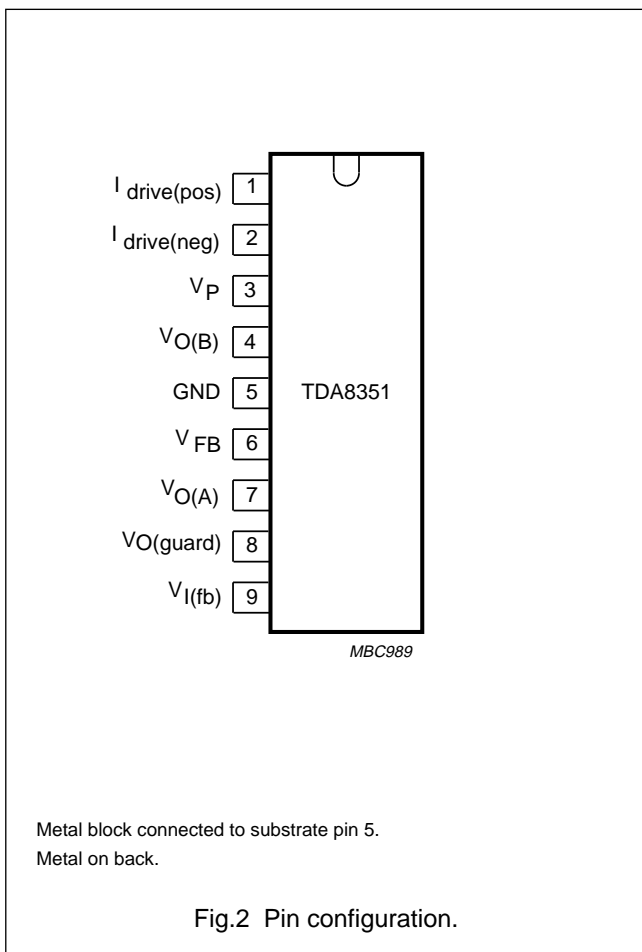 I drive(pos) 1
I drive(neg) 2
VP 3
VO(B) 4
GND 5 TDA8351
VFB 6
VO(A) 7
VO(guard) 8
VI(fb) 9
MBC989
Metal block connected to substrate pin 5.
Metal on back.
Fig.2 Pin configuration.